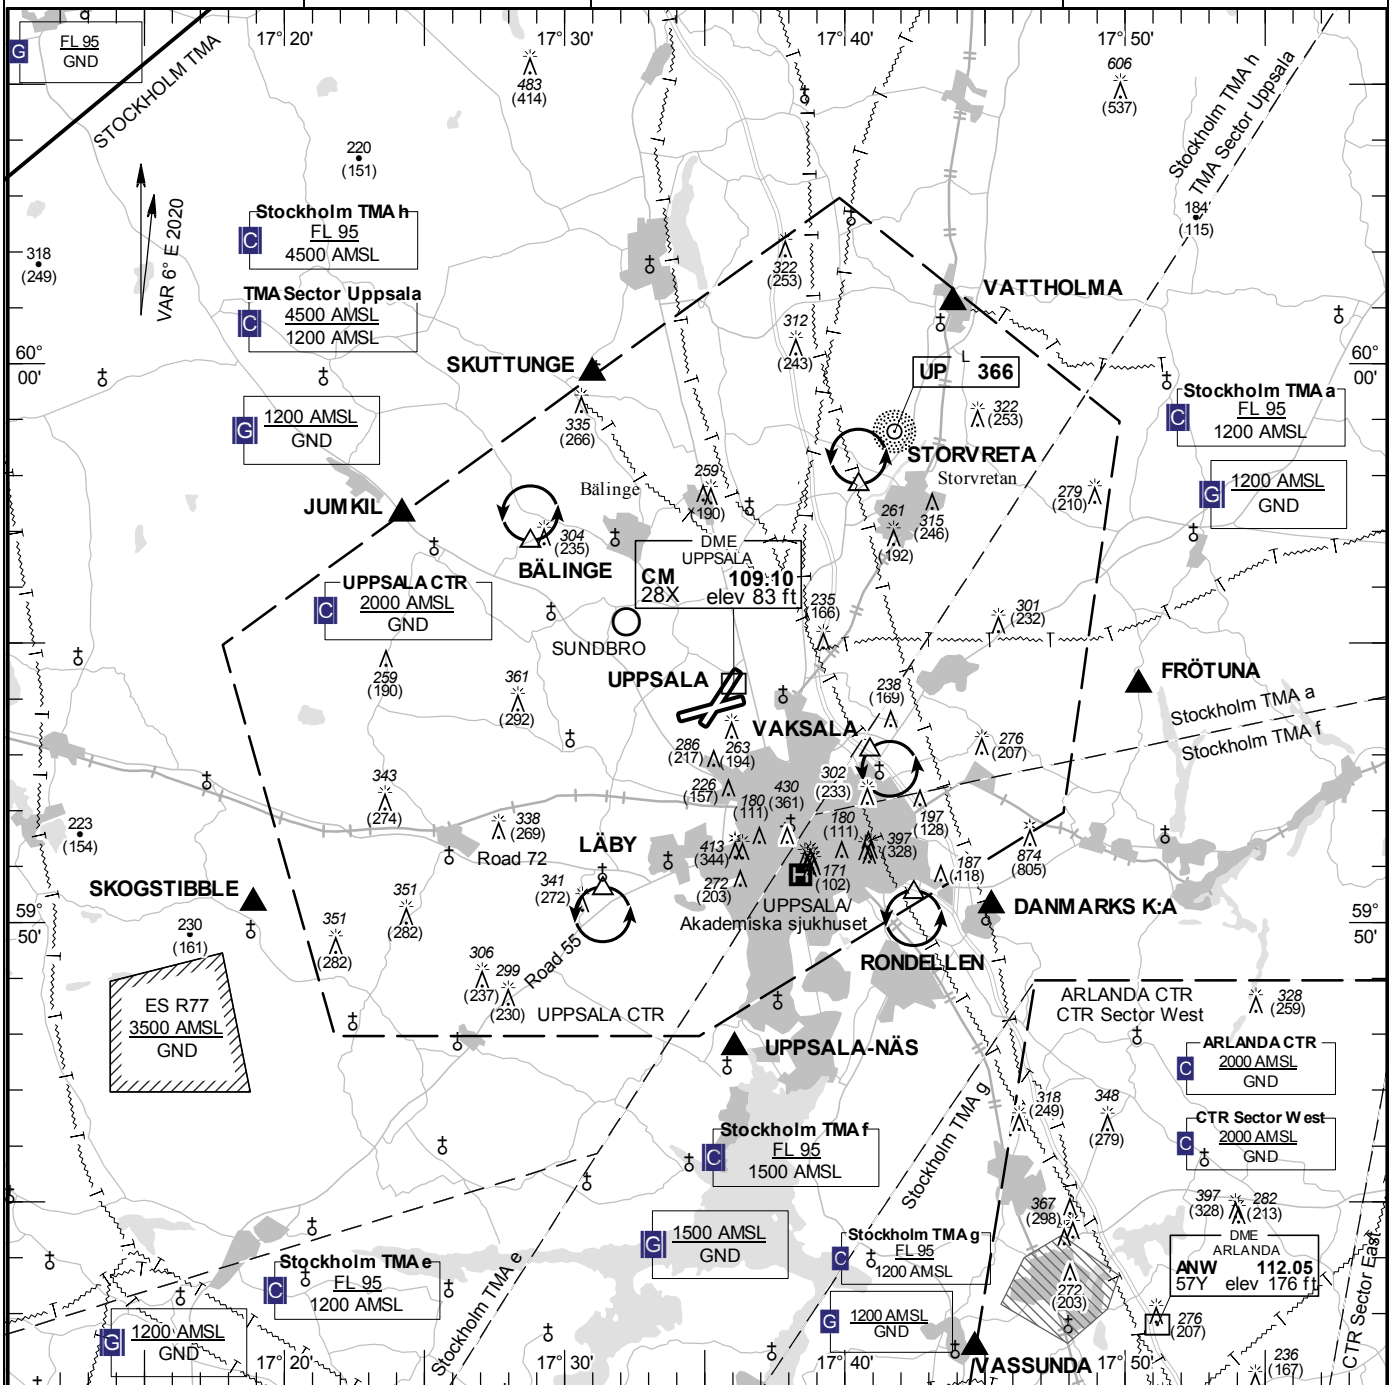 17°20'
17°30'
17°40'
17°50'
G
FL 95
GND
STOCKHOLM TMA
483
(414)
606
(537)
Stockholm TMA h
TMA Sector Uppsala
220
(151)
184
(115)
318
(249)
VAR 6° E 2020
Stockholm TMA h
C
FL 95
4500 AMSL
TMA Sector Uppsala
C
4500 AMSL
1200 AMSL
322
(253)
VATTHOLMA
312
(243)
60°
00'
60°
00'
SKUTTUNGE
L
UP 366
Stockholm TMA a
C
FL 95
1200 AMSL
G
1200 AMSL
GND
335
(266)
322
(253)
STORVRETA
Storvretan
G
1200 AMSL
GND
Bälinge
259
(190)
279
(210)
JUMKIL
261
(192)
315
(246)
304
(235)
BÄLINGE
DME
UPPSALA
CM 109.10
28X elev 83 ft
UPPSALA CTR
C
2000 AMSL
GND
235
(166)
301
(232)
SUNDBRO
259
(190)
361
(292)
UPPSALA
238
(169)
FRÖTUNA
VAKSALA
Stockholm TMA a
Stockholm TMA f
286
(217)
263
(194)
276
(207)
343
(274)
226
(157)
430
(361)
302
(233)
180
(111)
180
(111)
197
(128)
223
(154)
338
(269)
Road 72
LÄBY
413
(344)
397
(328)
874
(805)
187
(118)
SKOGSTIBBLE
341
(272)
272
(203)
H
171
(102)
351
(282)
351
(282)
UPPSALA/
Akademiska sjukhuset
DANMARKS K:A
59°
50'
59°
50'
230
(161)
Road 55
RONDELLEN
306
(237)
299
(230)
ES R77
3500 AMSL
GND
UPPSALA CTR
ARLANDA CTR
CTR Sector West
328
(259)
UPPSALA-NÄS
ARLANDA CTR
C
2000 AMSL
GND
Stockholm TMA g
318
(249)
348
(279)
CTR Sector West
C
2000 AMSL
GND
Stockholm TMA f
C
FL 95
1500 AMSL
367
(298)
397
(328)
282
(213)
G
1500 AMSL
GND
Stockholm TMA g
C
FL 95
1200 AMSL
DME
ARLANDA
ANW 112.05
57Y elev 176 ft
Stockholm TMA e
C
FL 95
1200 AMSL
Stockholm TMA e
272
(203)
CTR Sector East
G
1200 AMSL
GND
G
1200 AMSL
GND
276
(207)
VASSUNDA
236
(167)
17°20'
17°30'
17°40'
17°50'